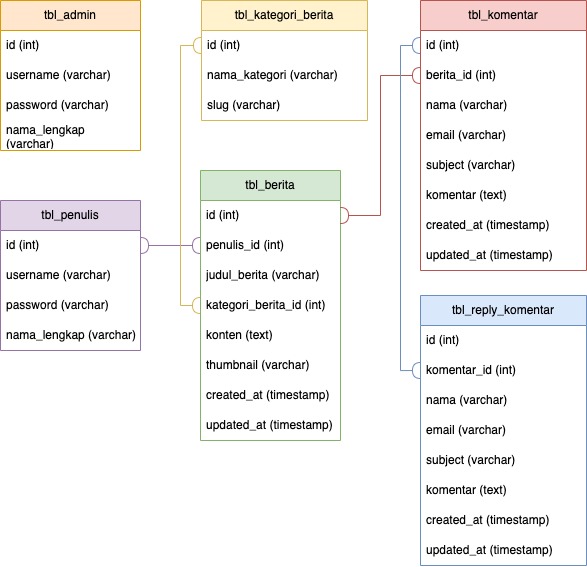 tbl_admin
id (int)
username (varchar)
password (varchar)
nama_lengkap
(varchar)
tbl_kategori_berita
id (int)
nama_kategori (varchar)
slug (varchar)
tbl_komentar
id (int)
berita_id (int)
nama (varchar)
email (varchar)
subject (varchar)
komentar (text)
created_at (timestamp)
updated_at (timestamp)
tbl_penulis
id (int)
username (varchar)
password (varchar)
nama_lengkap (varchar)
tbl_berita
id (int)
penulis_id (int)
judul_berita (varchar)
kategori_berita_id (int)
konten (text)
thumbnail (varchar)
created_at (timestamp)
updated_at (timestamp)
tbl_reply_komentar
id (int)
komentar_id (int)
nama (varchar)
email (varchar)
subject (varchar)
komentar (text)
created_at (timestamp)
updated_at (timestamp)